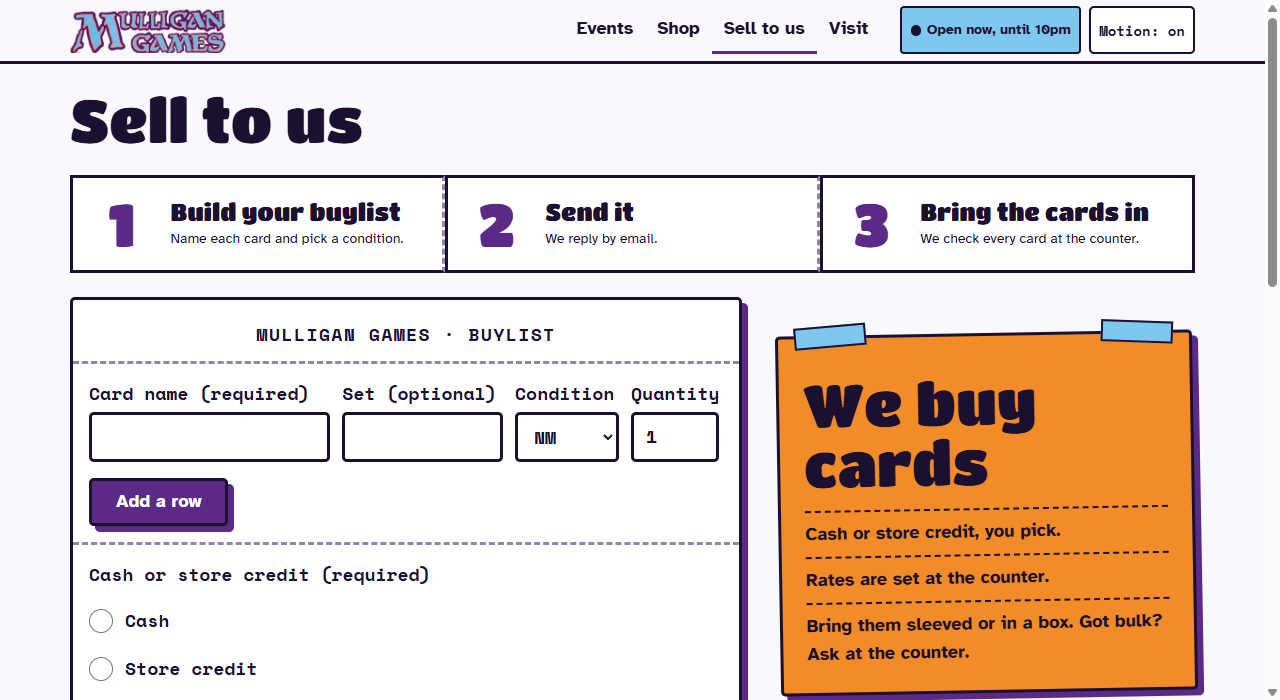 MULLIGAN GAMES
Events Shop Sell to us Visit
Open now, until 10pm
Motion: on
Sell to us
1 Build your buylist
Name each card and pick a condition.
2 Send it
We reply by email.
3 Bring the cards in
We check every card at the counter.
MULLIGAN GAMES · BUYLIST
Card name (required) Set (optional) Condition Quantity
NM 1
Add a row
Cash or store credit (required)
Cash
Store credit
We buy
cards
Cash or store credit, you pick.
Rates are set at the counter.
Bring them sleeved or in a box. Got bulk?
Ask at the counter.